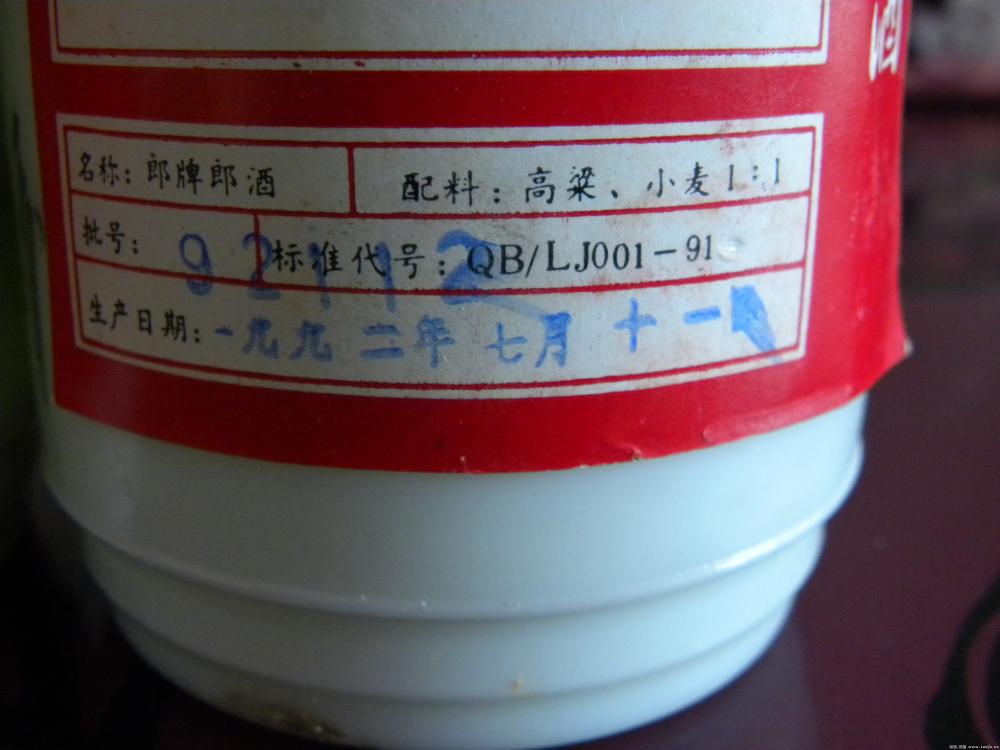 酒
名称：郎牌郎酒 配料：高粱、小麦1：1
批号： 92112 标准代号：QB/LJ001－91
生产日期：一九九二年 七月 十一